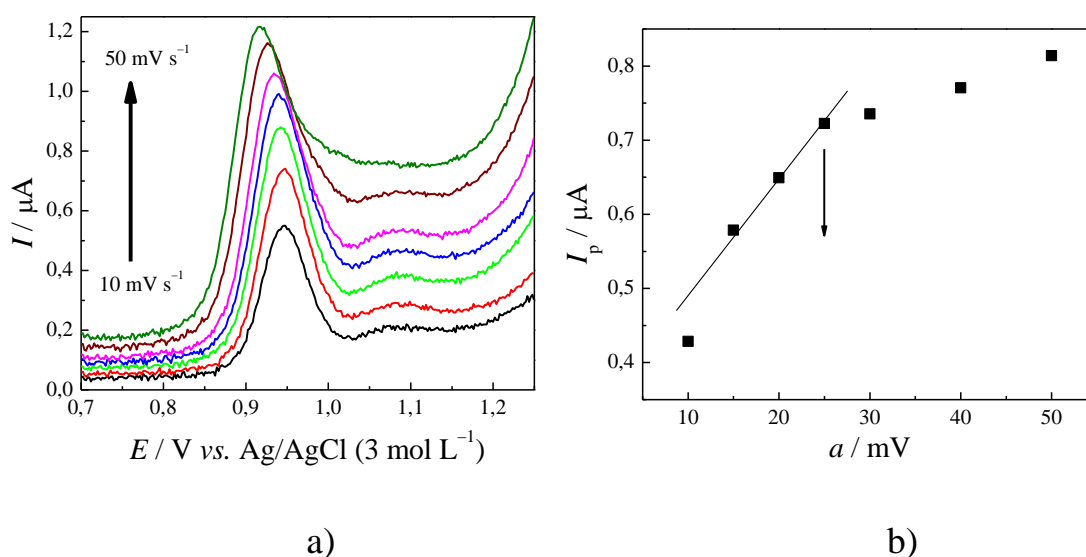 1,2
1,0
0,8
0,6
0,4
0,2
0,0
I / µA
50 mV s⁻¹
10 mV s⁻¹
0,7 0,8 0,9 1,0 1,1 1,2
E / V vs. Ag/AgCl (3 mol L⁻¹)
a)
0,8
0,7
0,6
0,5
0,4
Iₚ / µA
10 20 30 40 50
a / mV
b)